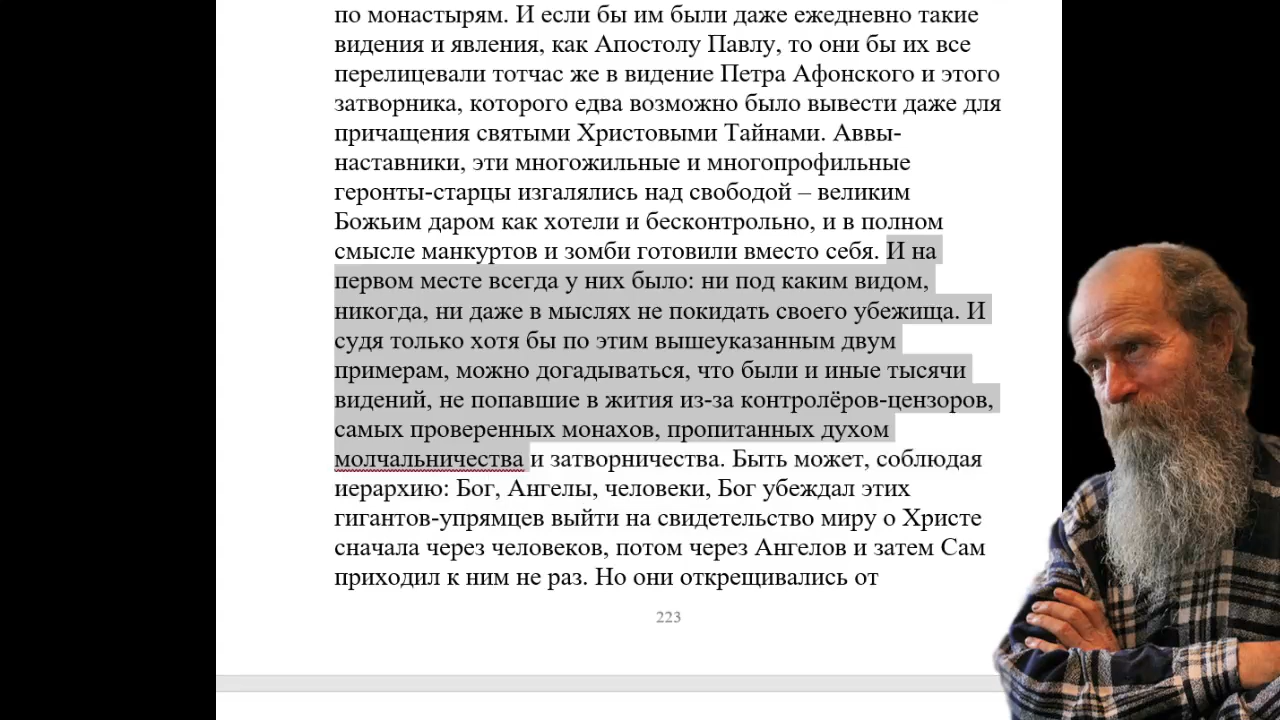 по монастырям. И если бы им были даже ежедневно такие
видения и явления, как Апостолу Павлу, то они бы их все
перелицевали тотчас же в видение Петра Афонского и этого
затворника, которого едва возможно было вывести даже для
причащения святыми Христовыми Тайнами. Аввы-
наставники, эти многожильные и многопрофильные
геронты-старцы изгалялись над свободой – великим
Божьим даром как хотели и бесконтрольно, и в полном
смысле манкуртов и зомби готовили вместо себя. И на
первом месте всегда у них было: ни под каким видом,
никогда, ни даже в мыслях не покидать своего убежища. И
судя только хотя бы по этим вышеуказанным двум
примерам, можно догадываться, что были и иные тысячи
видений, не попавшие в жития из-за контролёров-цензоров,
самых проверенных монахов, пропитанных духом
молчальничества и затворничества. Быть может, соблюдая
иерархию: Бог, Ангелы, человеки, Бог убеждал этих
гигантов-упрямцев выйти на свидетельство миру о Христе
сначала через человеков, потом через Ангелов и затем Сам
приходил к ним не раз. Но они открещивались от
223